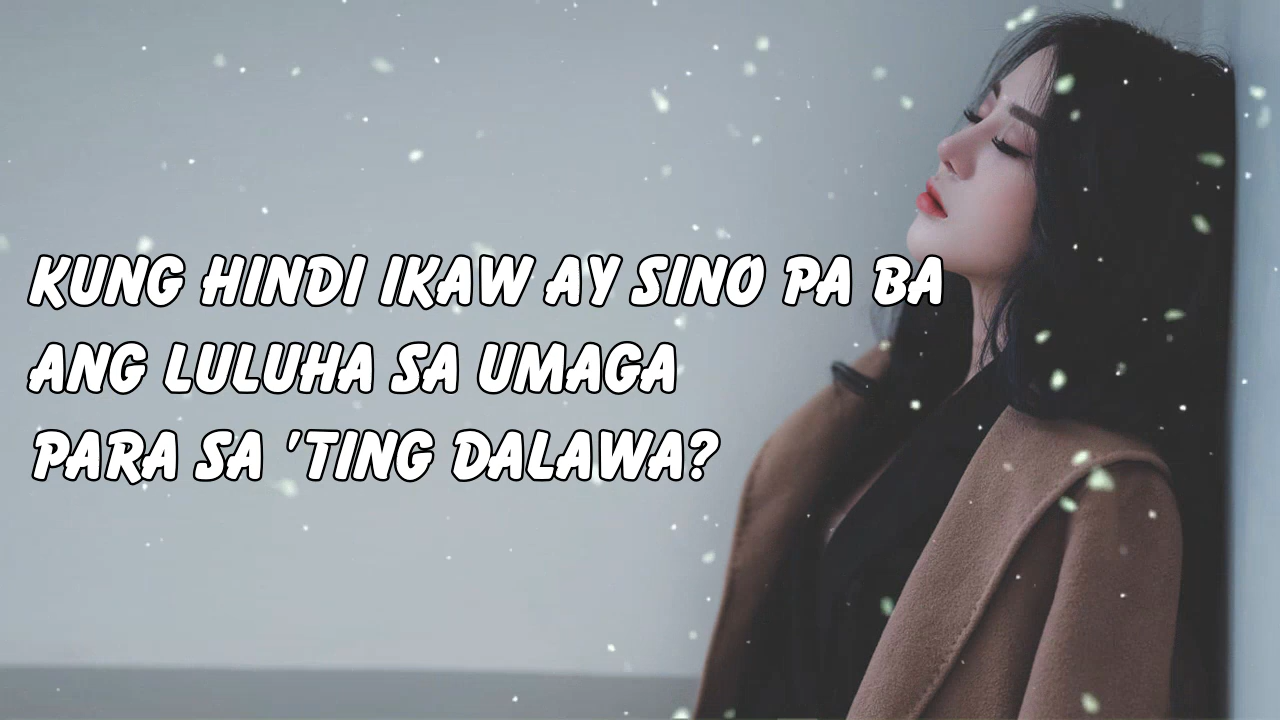 KUNG HINDI IKAW AY SINO PA BA
ANG LULUHA SA UMAGA
PARA SA 'TING DALAWA?